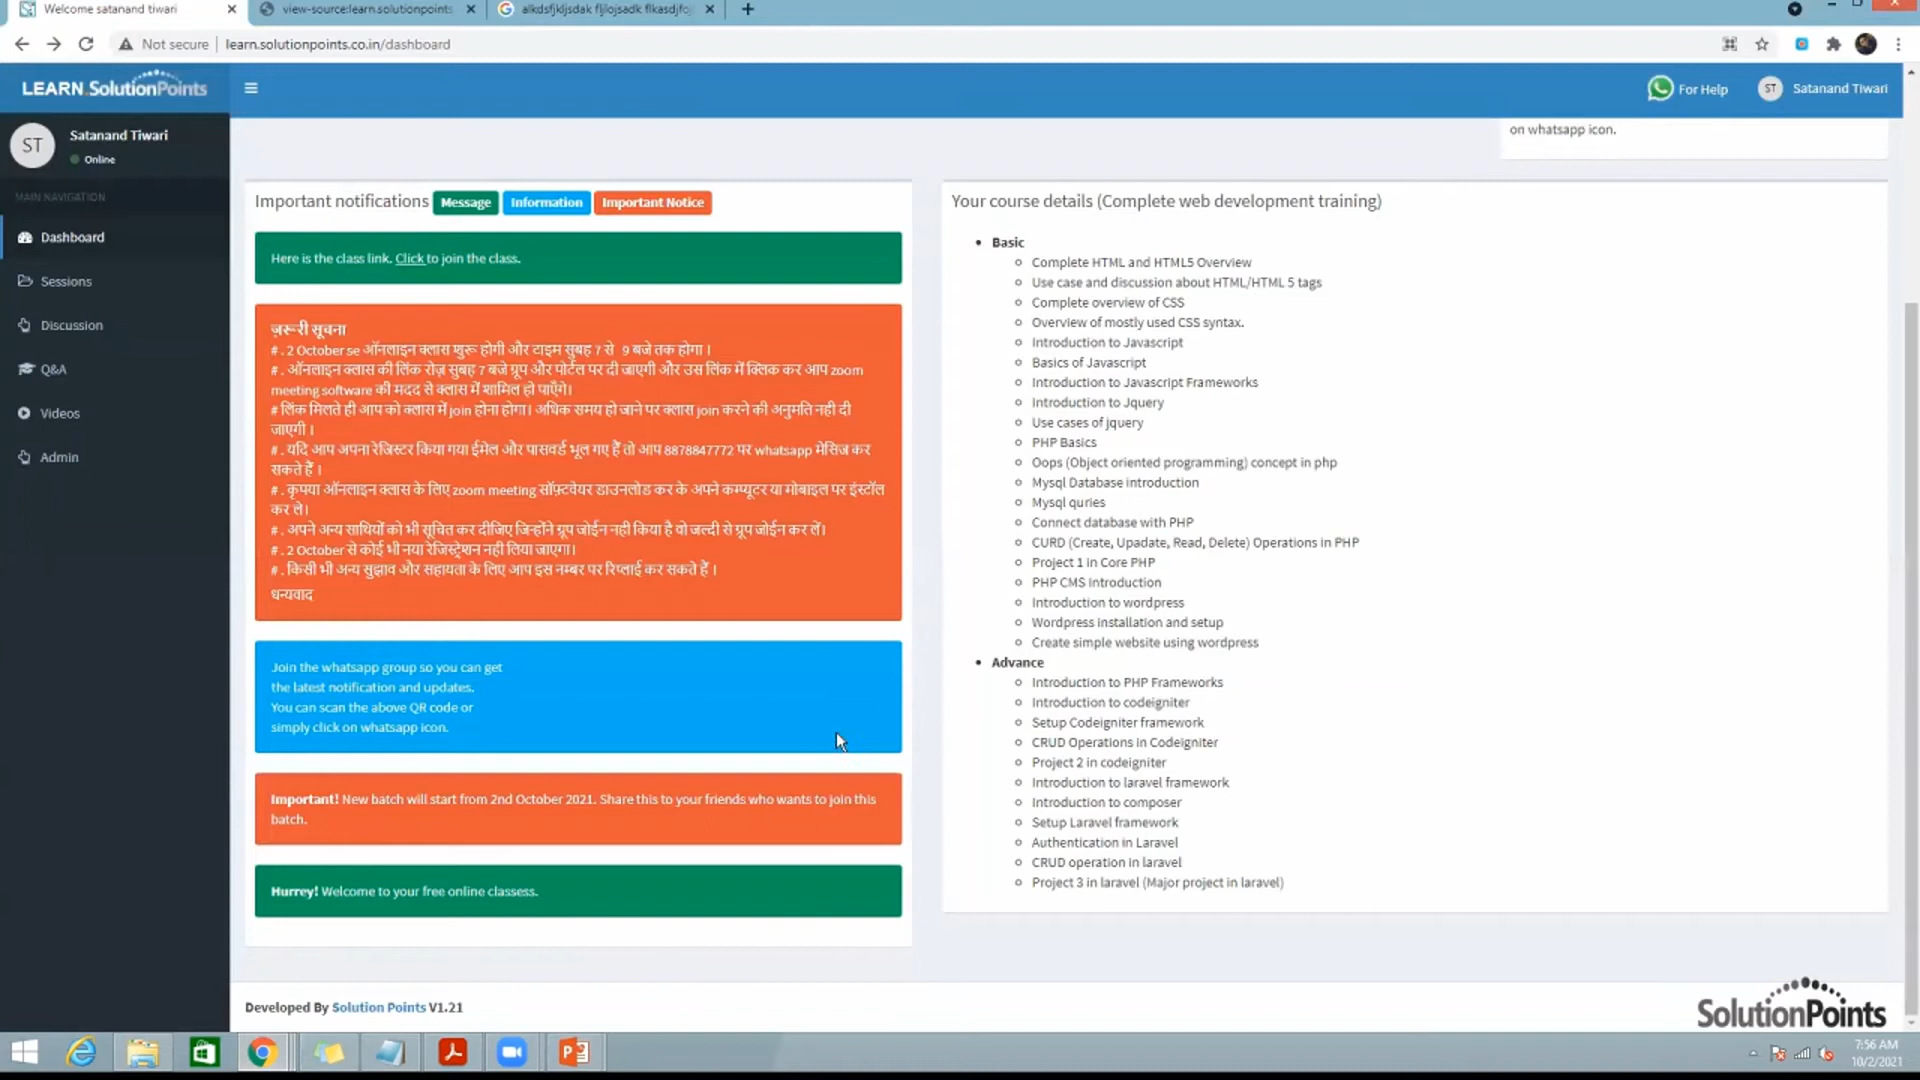 Welcome satanand tiwari
view-source:learn.solutionpoints
alkdsfjkljsdak fljlojsadk flkasdjfo
Not secure
learn.solutionpoints.co.in/dashboard
LEARN.SolutionPoints
For Help
ST
Satanand Tiwari
ST
Satanand Tiwari
Online
MAIN NAVIGATION
Dashboard
Sessions
Discussion
Q&A
Videos
Admin
on whatsapp icon.
Important notifications Message Information Important Notice
Here is the class link. Click to join the class.
ज़रूरी सूचना
# . 2 October se ऑनलाइन क्लास शुरू होगी और टाइम सुबह 7 से 9 बजे तक होगा ।
# . ऑनलाइन क्लास की लिंक रोज़ सुबह 7 बजे ग्रूप और पोर्टल पर दी जाएगी और उस लिंक में क्लिक कर आप zoom
meeting software की मदद से क्लास में शामिल हो पाएँगे।
# लिंक मिलते ही आप को क्लास में join होना होगा। अधिक समय हो जाने पर क्लास join करने की अनुमति नही दी
जाएगी ।
# . यदि आप अपना रेजिस्टर किया गया ईमेल और पासवर्ड भूल गए हैं तो आप 8878847772 पर whatsapp मेसिज कर
सकते हैं ।
# . कृपया ऑनलाइन क्लास के लिए zoom meeting सॉफ़्टवेयर डाउनलोड कर के अपने कम्प्यूटर या मोबाइल पर इंस्टॉल
कर ले।
# . अपने अन्य साथियों को भी सूचित कर दीजिए जिन्होंने ग्रूप जोईन नही किया है वो जल्दी से ग्रूप जोईन कर लें।
# . 2 October से कोई भी नया रेजिस्ट्रेशन नही लिया जाएगा।
# . किसी भी अन्य सुझाव और सहायता के लिए आप इस नम्बर पर रिप्लाई कर सकते हैं ।
धन्यवाद
Join the whatsapp group so you can get
the latest notification and updates.
You can scan the above QR code or
simply click on whatsapp icon.
Important! New batch will start from 2nd October 2021. Share this to your friends who wants to join this
batch.
Hurrey! Welcome to your free online classess.
Your course details (Complete web development training)
Basic
Complete HTML and HTML5 Overview
Use case and discussion about HTML/HTML 5 tags
Complete overview of CSS
Overview of mostly used CSS syntax.
Introduction to Javascript
Basics of Javascript
Introduction to Javascript Frameworks
Introduction to Jquery
Use cases of jquery
PHP Basics
Oops (Object oriented programming) concept in php
Mysql Database introduction
Mysql quries
Connect database with PHP
CURD (Create, Upadate, Read, Delete) Operations in PHP
Project 1 in Core PHP
PHP CMS Introduction
Introduction to wordpress
Wordpress installation and setup
Create simple website using wordpress
Advance
Introduction to PHP Frameworks
Introduction to codeigniter
Setup Codeigniter framework
CRUD Operations in Codeigniter
Project 2 in codeigniter
Introduction to laravel framework
Introduction to composer
Setup Laravel framework
Authentication in Laravel
CRUD operation in laravel
Project 3 in laravel (Major project in laravel)
Developed By Solution Points V1.21
SolutionPoints
7:56 AM
10/2/2021